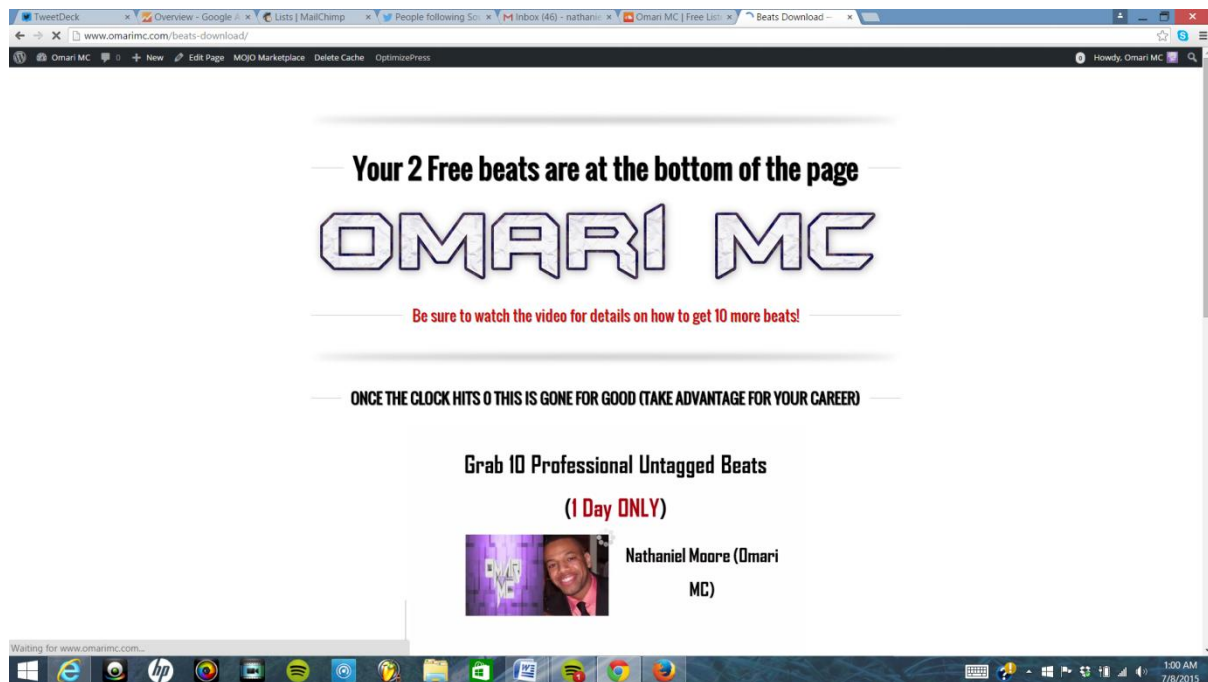 TweetDeck
Overview - Google A
Lists | MailChimp
People following Sou
Inbox (46) - nathanie
Omari MC | Free List
Beats Download –
www.omarimc.com/beats-download/
Omari MC 0 + New Edit Page MOJO Marketplace Delete Cache OptimizePress 0 Howdy, Omari MC
Your 2 Free beats are at the bottom of the page
OMARI MC
Be sure to watch the video for details on how to get 10 more beats!
ONCE THE CLOCK HITS 0 THIS IS GONE FOR GOOD (TAKE ADVANTAGE FOR YOUR CAREER)
Grab 10 Professional Untagged Beats
(1 Day ONLY)
OMARI
MC
Nathaniel Moore (Omari
MC)
Waiting for www.omarimc.com...
hp
1:00 AM
7/8/2015